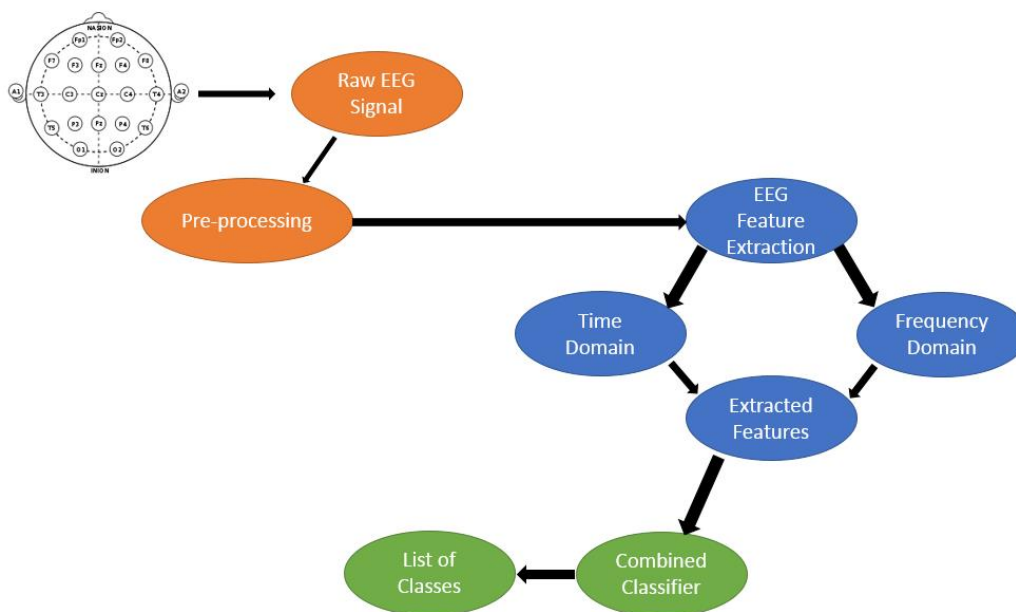 NASION
Fp1 Fp2
F7 F3 Fz F4 F8
A1 T3 C3 Cz C4 T4 A2
T5 P3 Pz P4 T6
O1 O2
INION
Raw EEG
Signal
Pre-processing
EEG
Feature
Extraction
Time
Domain
Frequency
Domain
Extracted
Features
List of
Classes
Combined
Classifier